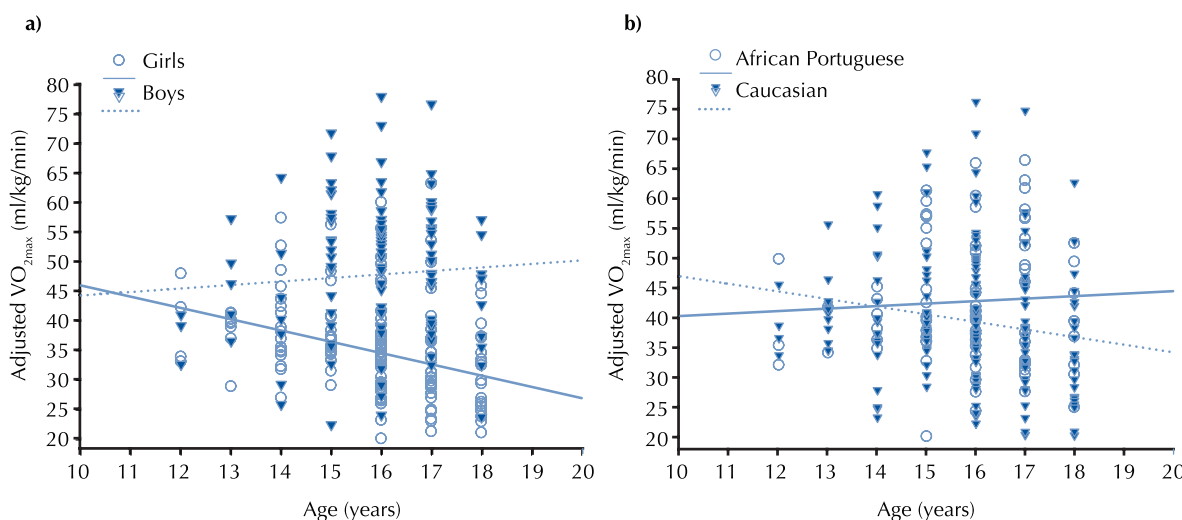 a)
Girls
Boys
Adjusted VO2max (ml/kg/min)
80
75
70
65
60
55
50
45
40
35
30
25
20
10 11 12 13 14 15 16 17 18 19 20
Age (years)
b)
African Portuguese
Caucasian
Adjusted VO2max (ml/kg/min)
80
75
70
65
60
55
50
45
40
35
30
25
20
10 11 12 13 14 15 16 17 18 19 20
Age (years)